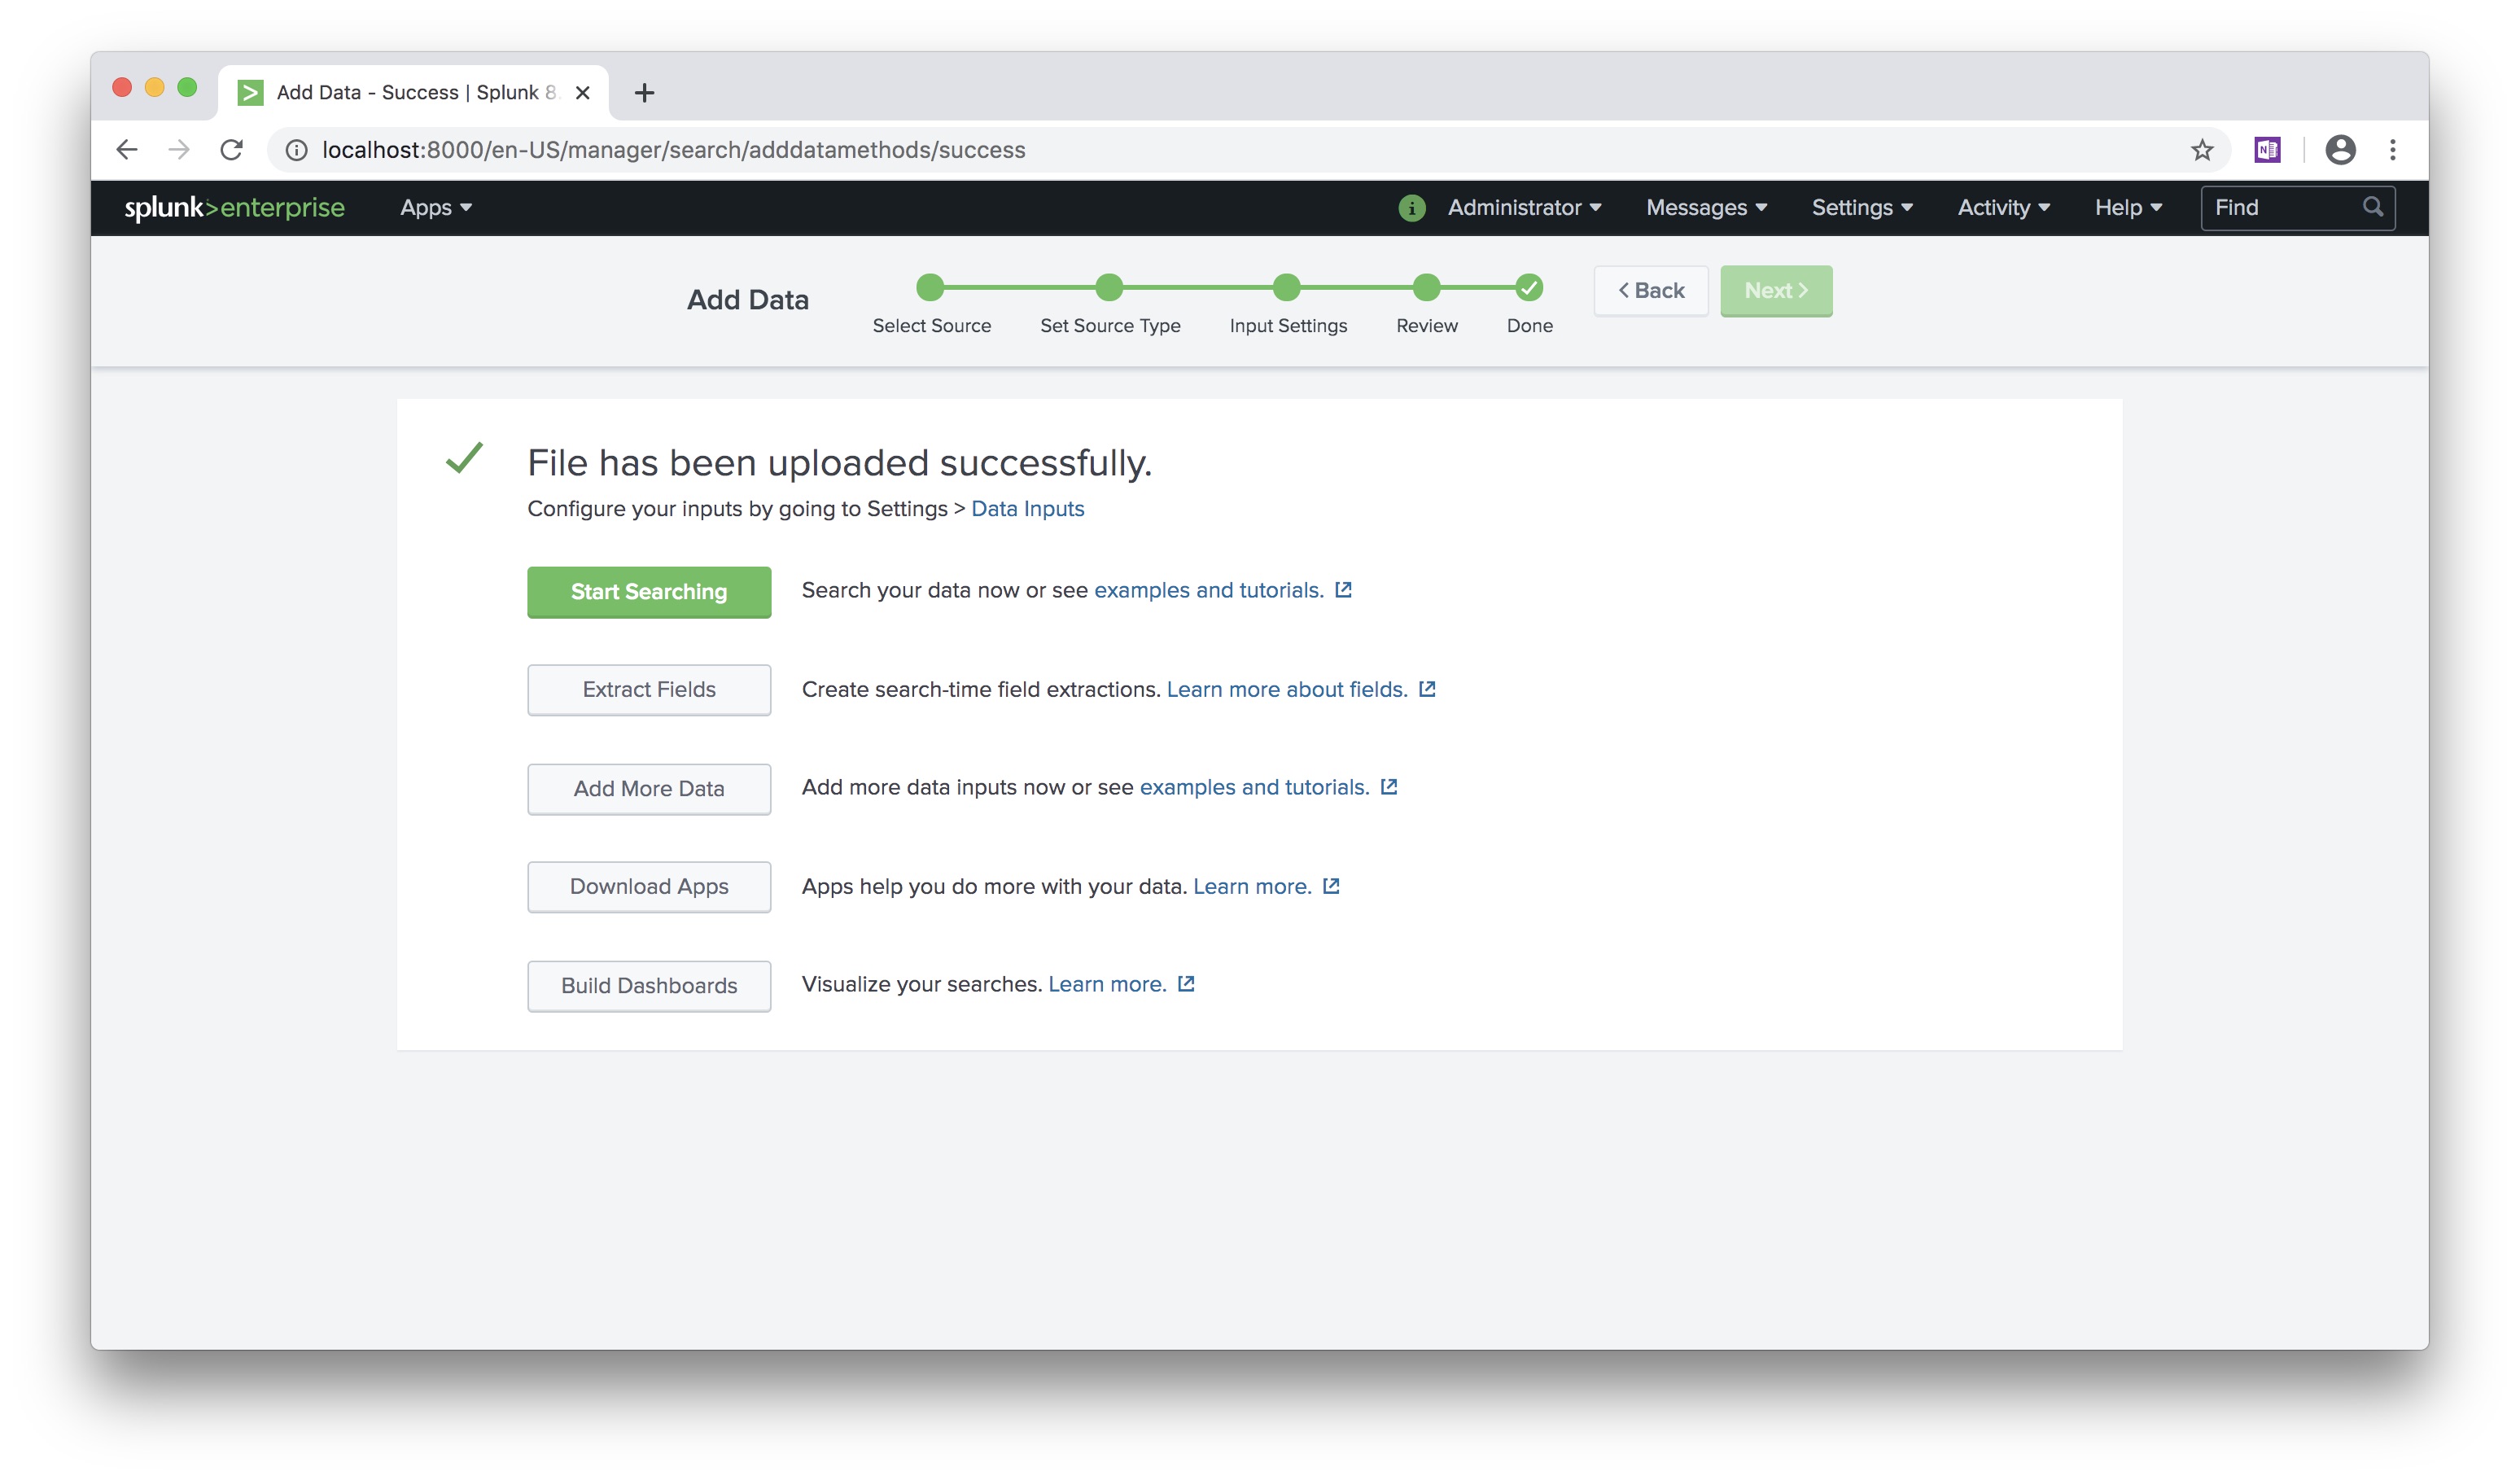 Add Data - Success | Splunk 8.
localhost:8000/en-US/manager/search/adddatamethods/success
splunk>enterprise Apps Administrator Messages Settings Activity Help Find
Add Data Select Source Set Source Type Input Settings Review Done < Back Next >
File has been uploaded successfully.
Configure your inputs by going to Settings > Data Inputs
Start Searching Search your data now or see examples and tutorials.
Extract Fields Create search-time field extractions. Learn more about fields.
Add More Data Add more data inputs now or see examples and tutorials.
Download Apps Apps help you do more with your data. Learn more.
Build Dashboards Visualize your searches. Learn more.